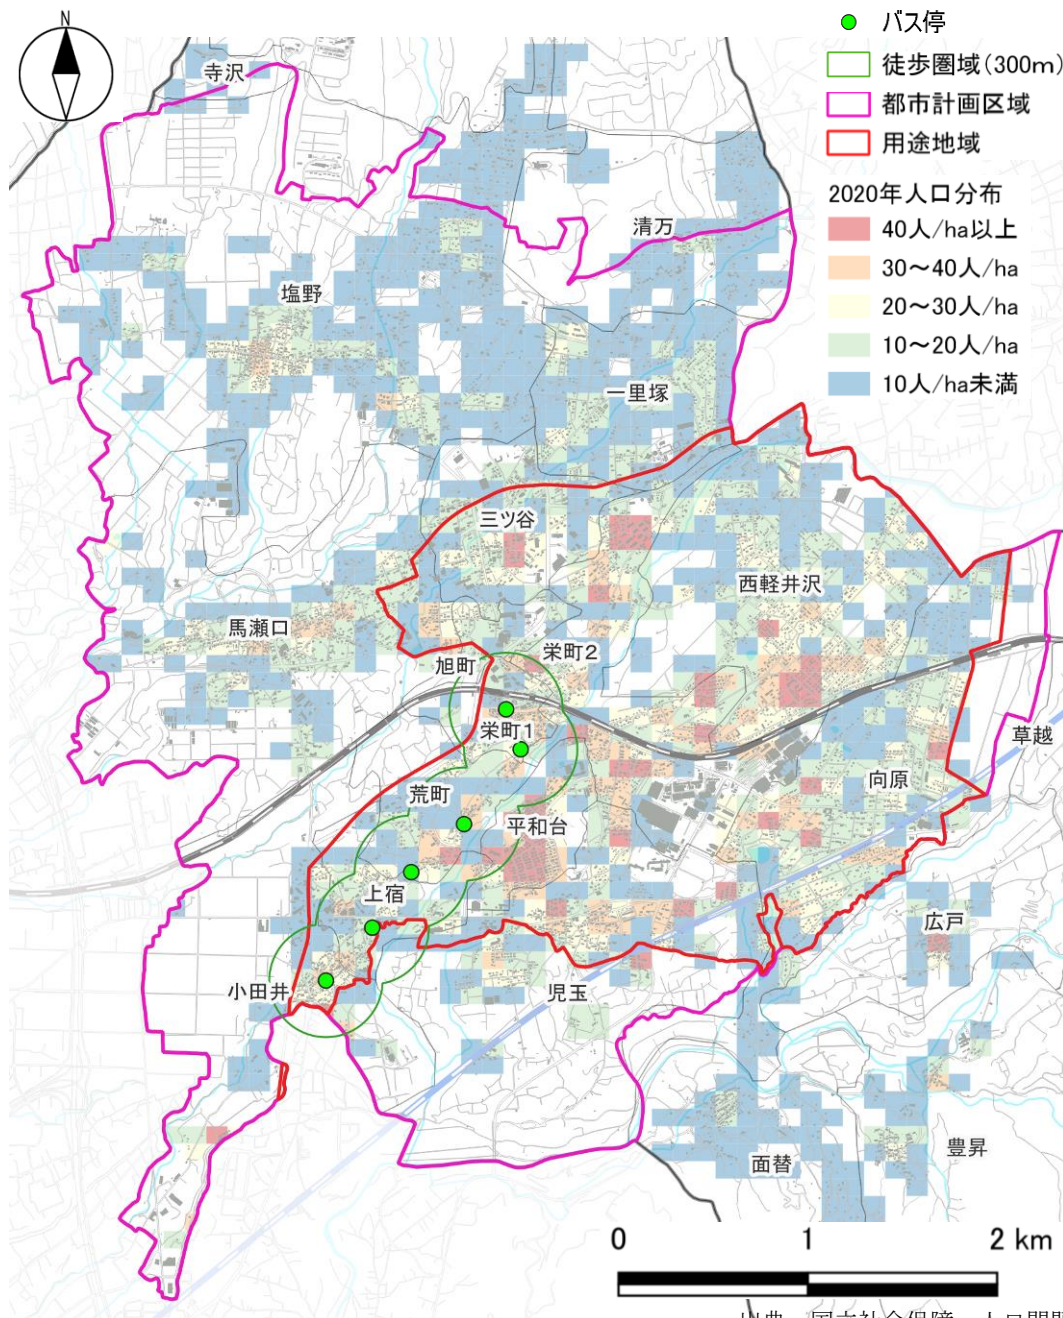 N
バス停
徒歩圏域(300m)
都市計画区域
用途地域
2020年人口分布
40人/ha以上
30～40人/ha
20～30人/ha
10～20人/ha
10人/ha未満
寺沢
清万
塩野
一里塚
三ツ谷
西軽井沢
馬瀬口
旭町
栄町2
栄町1
草越
向原
荒町
平和台
上宿
広戸
小田井
児玉
豊昇
面替
0 1 2 km